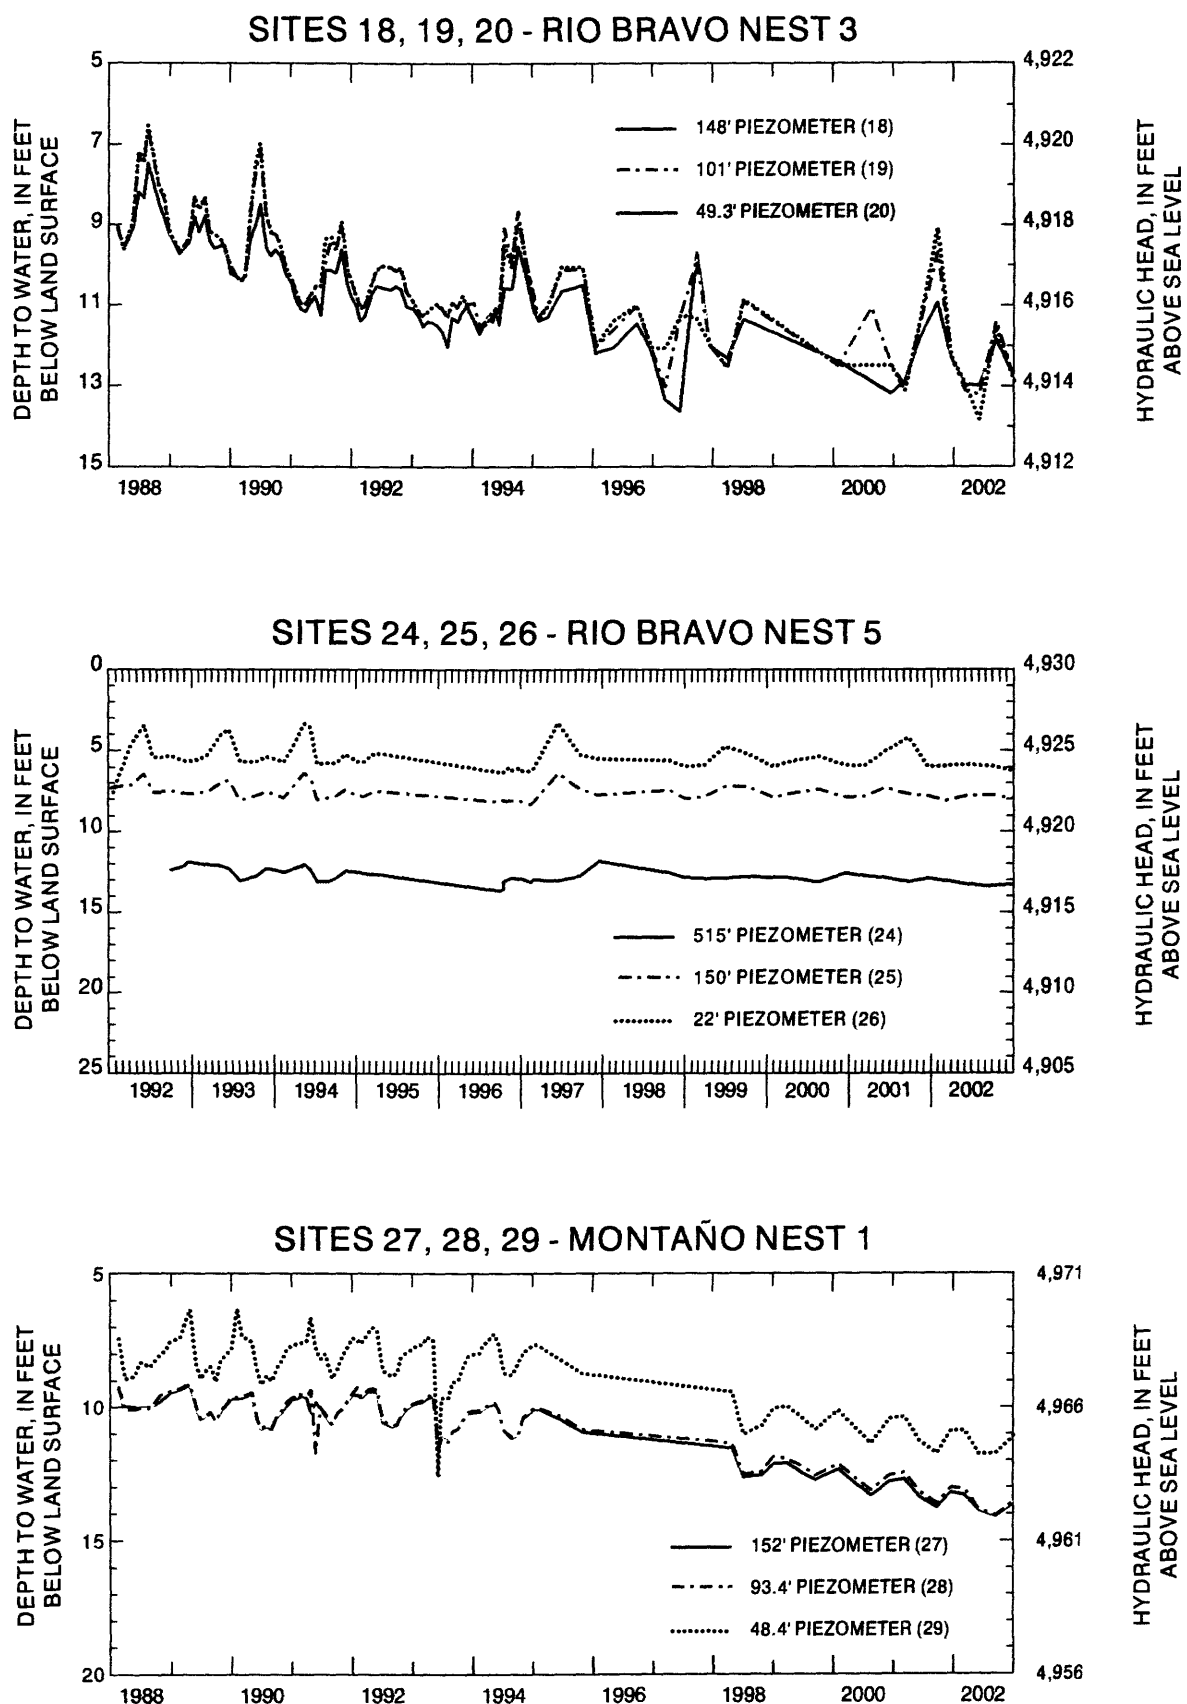 SITES 18, 19, 20 - RIO BRAVO NEST 3
DEPTH TO WATER, IN FEET
BELOW LAND SURFACE
5
7
9
11
13
15
148' PIEZOMETER (18)
101' PIEZOMETER (19)
49.3' PIEZOMETER (20)
4,922
4,920
4,918
4,916
4,914
4,912
HYDRAULIC HEAD, IN FEET
ABOVE SEA LEVEL
1988 1990 1992 1994 1996 1998 2000 2002
SITES 24, 25, 26 - RIO BRAVO NEST 5
DEPTH TO WATER, IN FEET
BELOW LAND SURFACE
0
5
10
15
20
25
515' PIEZOMETER (24)
150' PIEZOMETER (25)
22' PIEZOMETER (26)
4,930
4,925
4,920
4,915
4,910
4,905
HYDRAULIC HEAD, IN FEET
ABOVE SEA LEVEL
1992 1993 1994 1995 1996 1997 1998 1999 2000 2001 2002
SITES 27, 28, 29 - MONTAÑO NEST 1
DEPTH TO WATER, IN FEET
BELOW LAND SURFACE
5
10
15
20
152' PIEZOMETER (27)
93.4' PIEZOMETER (28)
48.4' PIEZOMETER (29)
4,971
4,966
4,961
4,956
HYDRAULIC HEAD, IN FEET
ABOVE SEA LEVEL
1988 1990 1992 1994 1996 1998 2000 2002